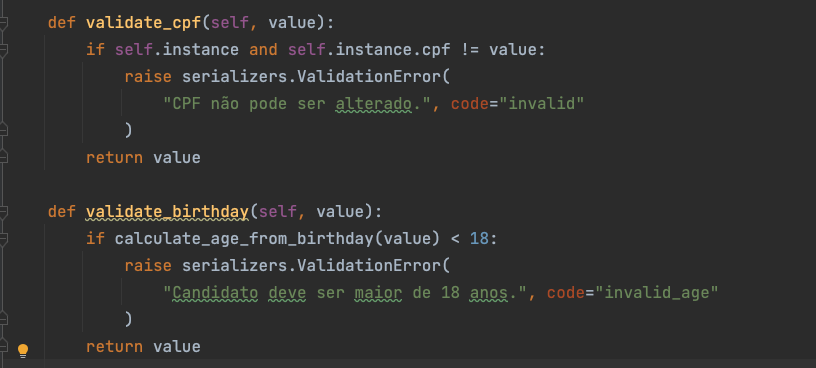 def validate_cpf(self, value):
if self.instance and self.instance.cpf != value:
raise serializers.ValidationError(
"CPF não pode ser alterado.", code="invalid"
)
return value
def validate_birthday(self, value):
if calculate_age_from_birthday(value) < 18:
raise serializers.ValidationError(
"Candidato deve ser maior de 18 anos.", code="invalid_age"
)
return value